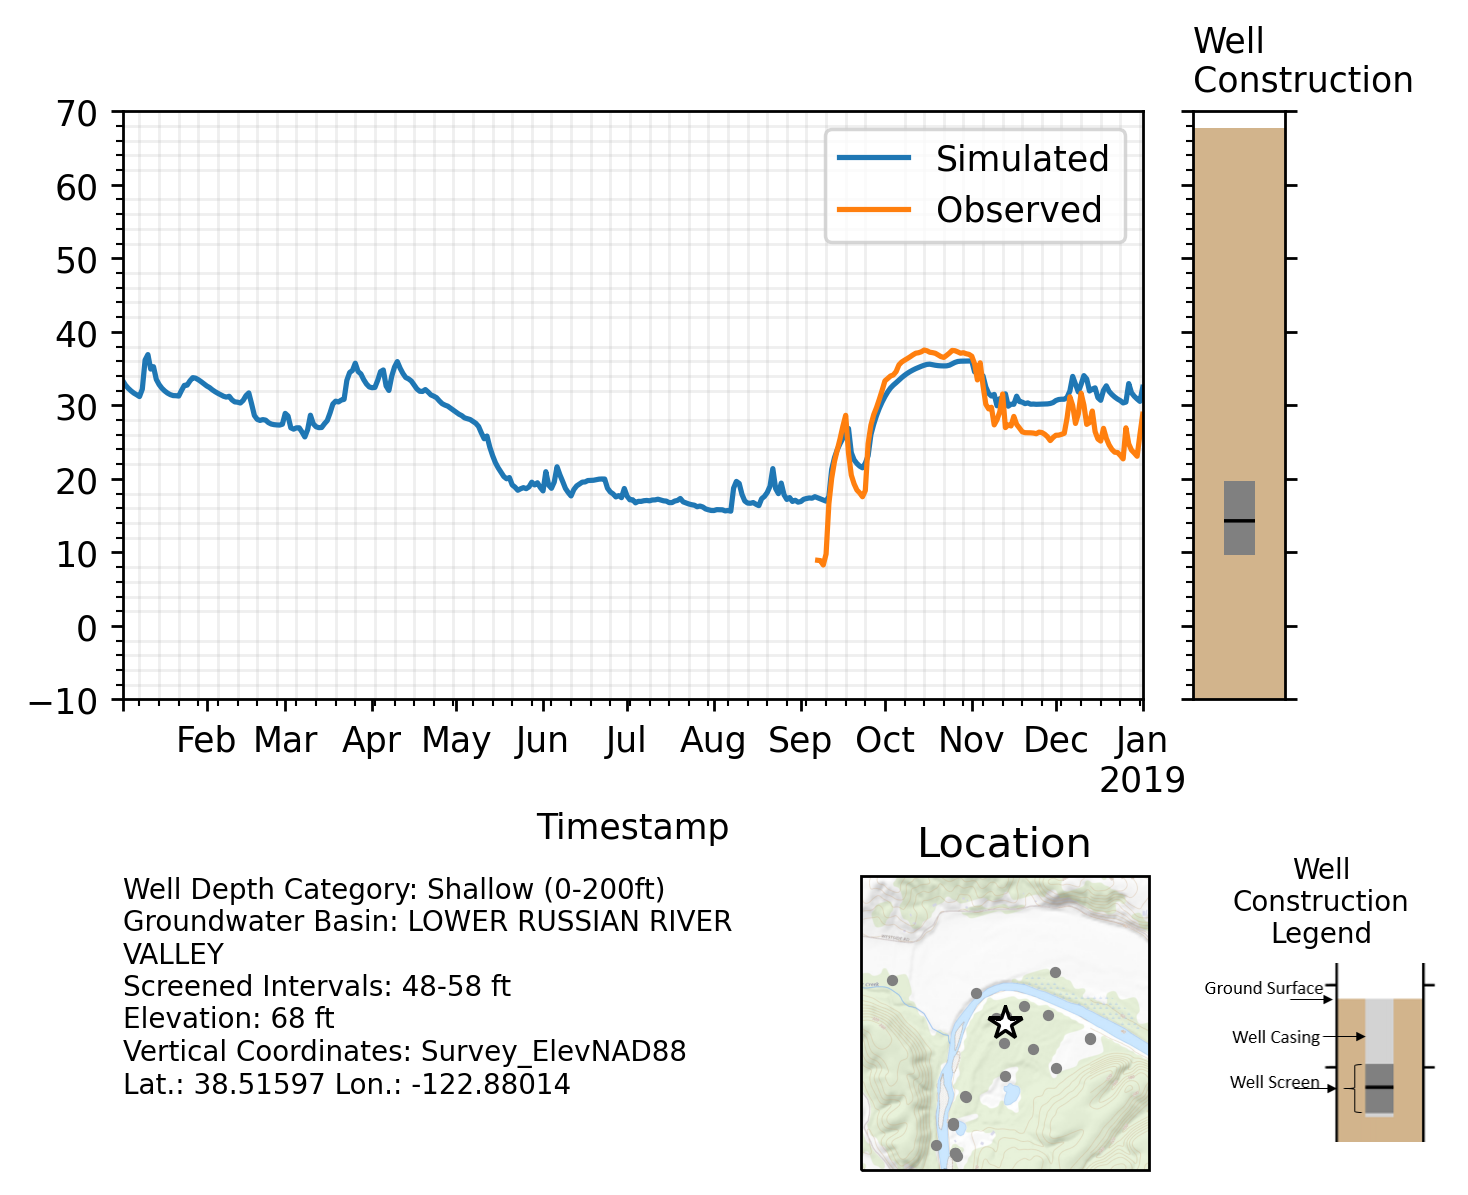 Well
Construction
70
60
50
40
30
20
10
0
−10
Simulated
Observed
Feb Mar Apr May Jun Jul Aug Sep Oct Nov Dec Jan
2019
Timestamp
Well Depth Category: Shallow (0-200ft)
Groundwater Basin: LOWER RUSSIAN RIVER
VALLEY
Screened Intervals: 48-58 ft
Elevation: 68 ft
Vertical Coordinates: Survey_ElevNAD88
Lat.: 38.51597 Lon.: -122.88014
Location
Well
Construction
Legend
Ground Surface
Well Casing
Well Screen